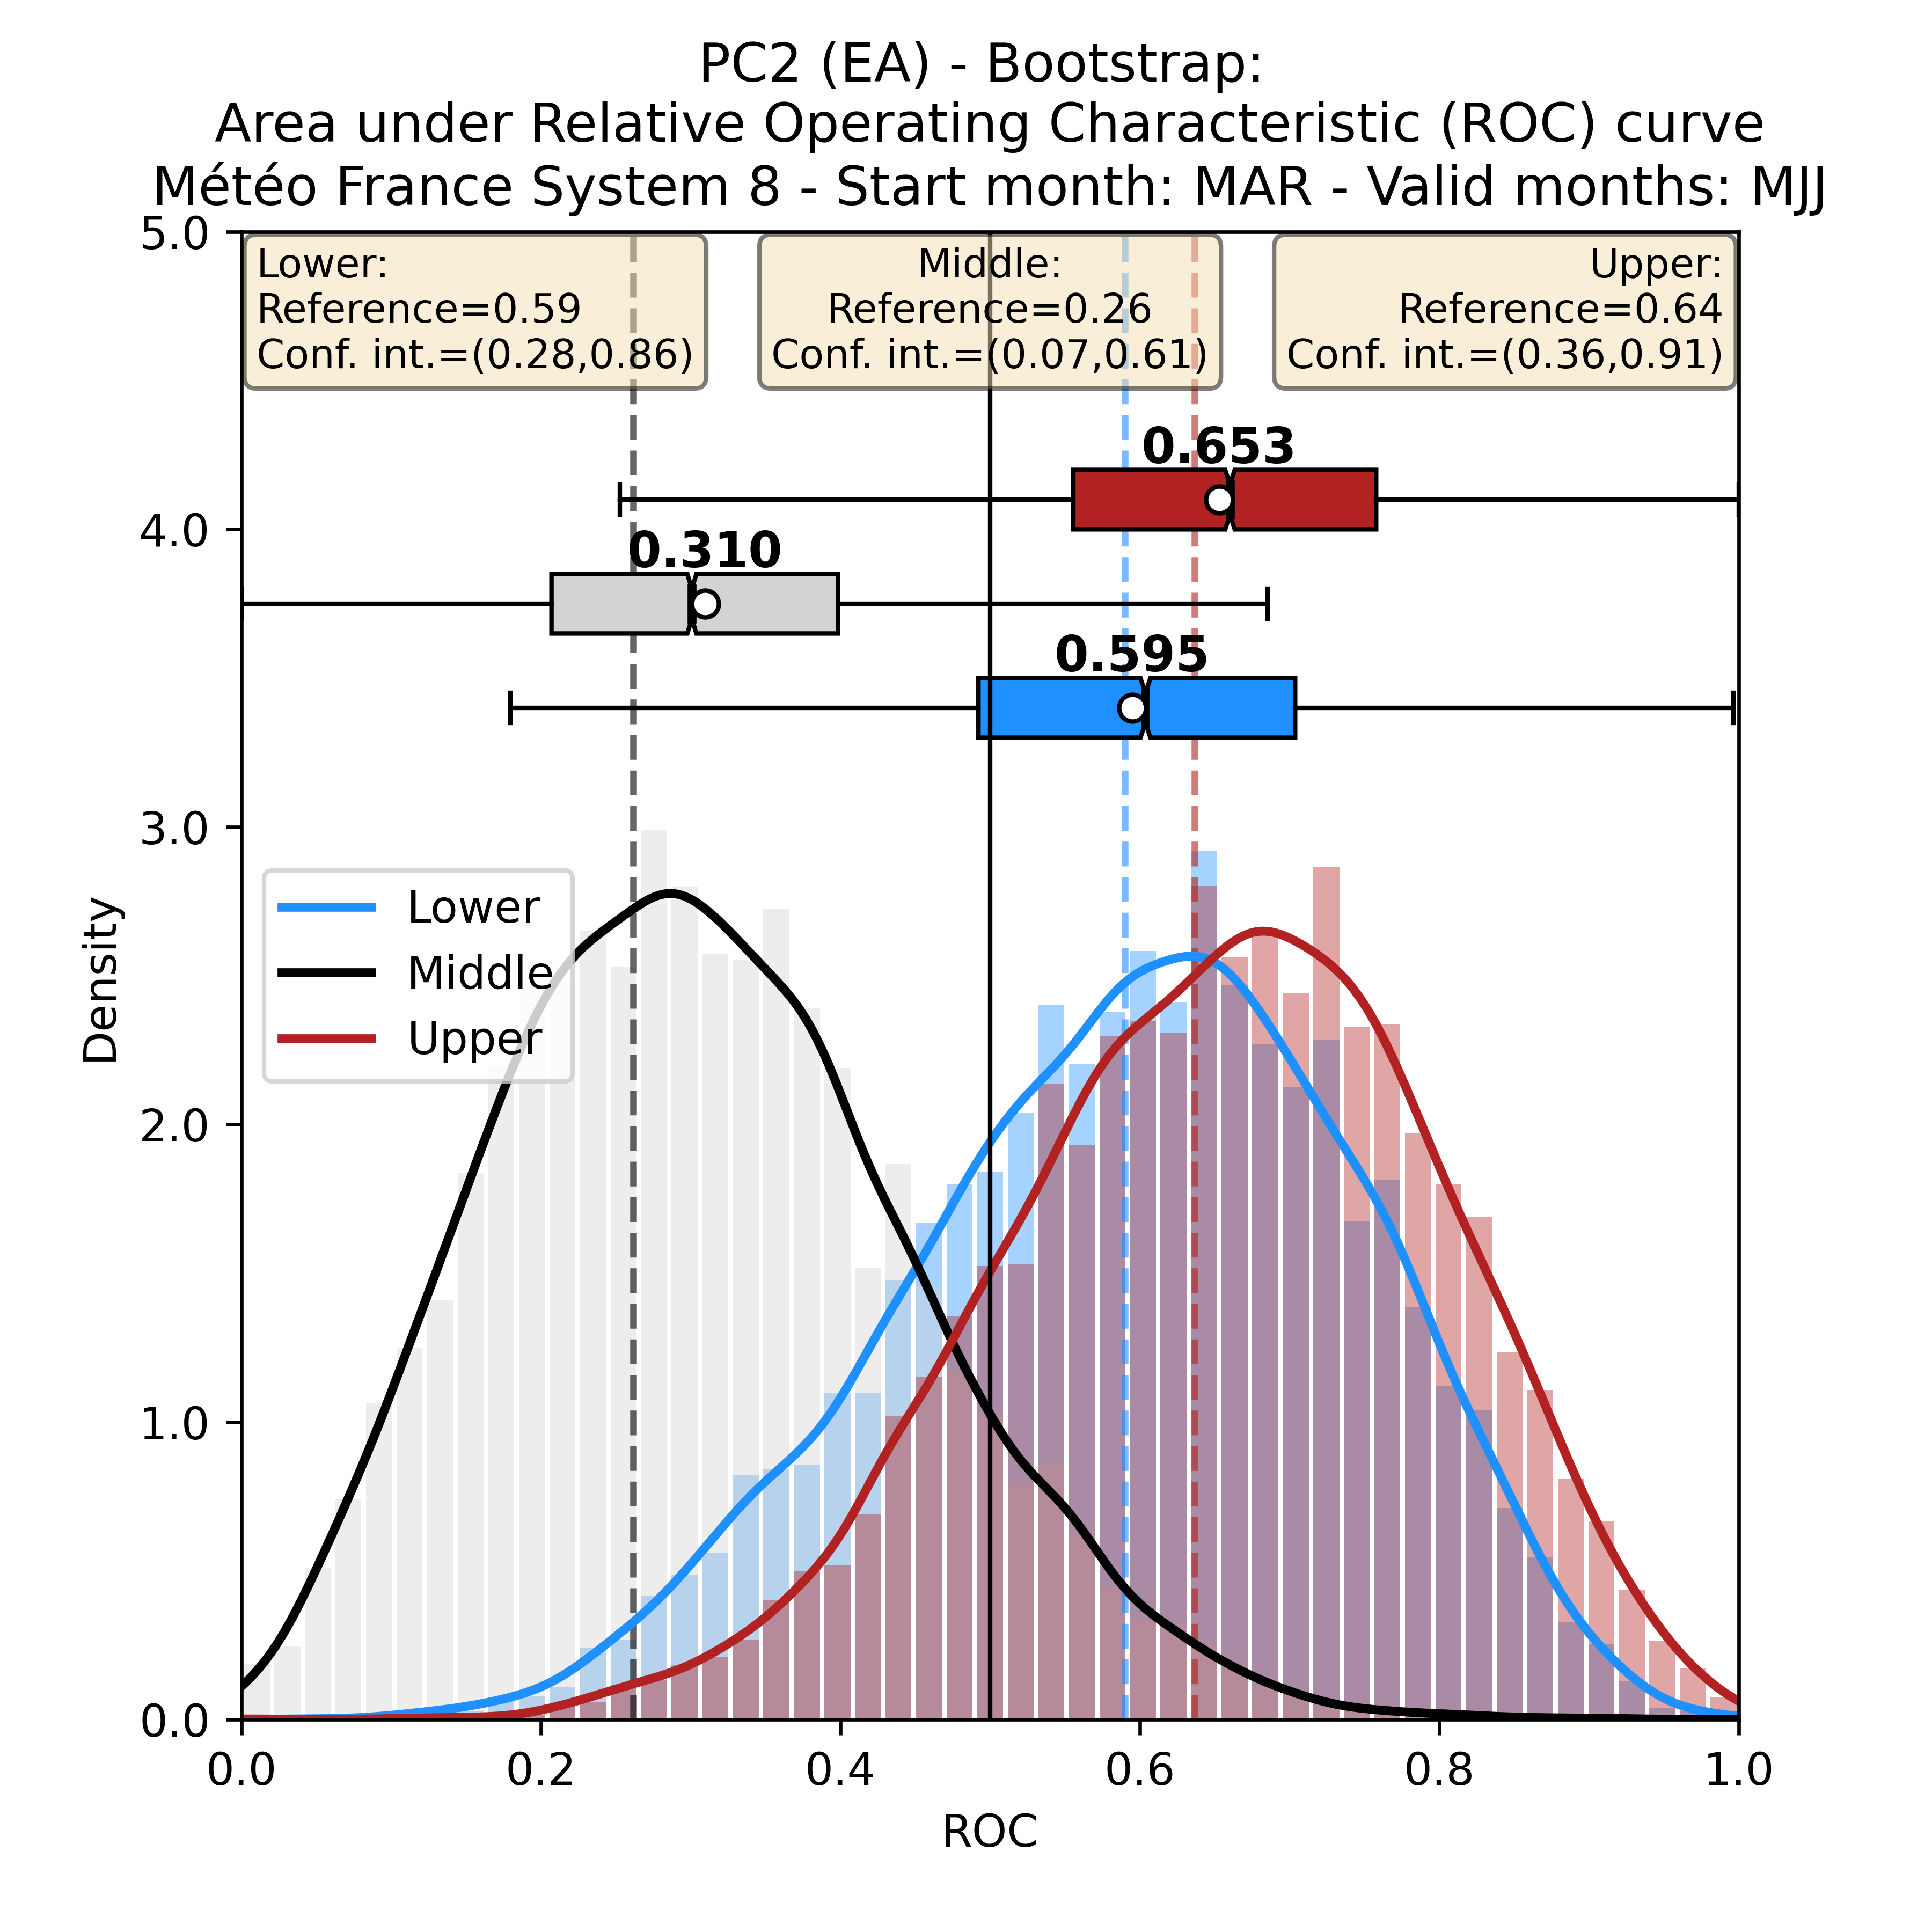 PC2 (EA) - Bootstrap:
Area under Relative Operating Characteristic (ROC) curve
Météo France System 8 - Start month: MAR - Valid months: MJJ
Lower:
Reference=0.59
Conf. int.=(0.28,0.86)
Middle:
Reference=0.26
Conf. int.=(0.07,0.61)
Upper:
Reference=0.64
Conf. int.=(0.36,0.91)
0.653
0.310
0.595
Lower
Middle
Upper
5.0
4.0
3.0
2.0
1.0
0.0
Density
0.0 0.2 0.4 0.6 0.8 1.0
ROC